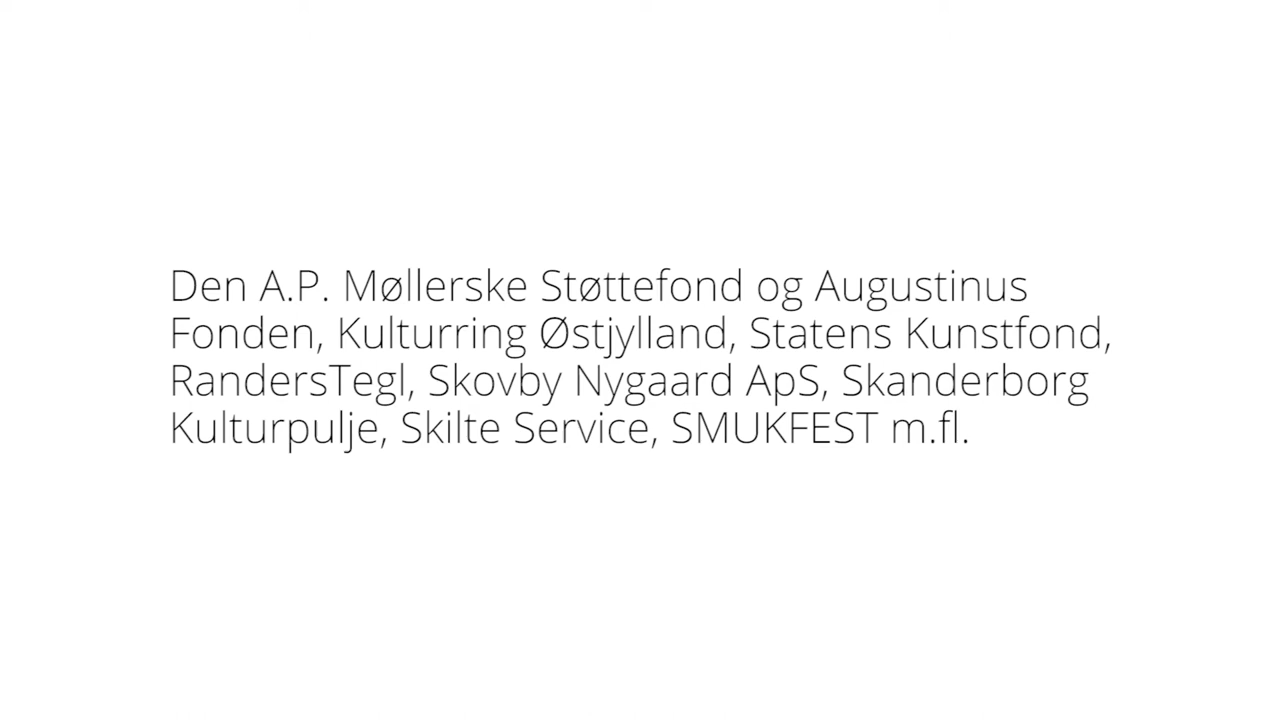 Den A.P. Møllerske Støttefond og Augustinus
Fonden, Kulturring Østjylland, Statens Kunstfond,
RandersTegl, Skovby Nygaard ApS, Skanderborg
Kulturpulje, Skilte Service, SMUKFEST m.fl.